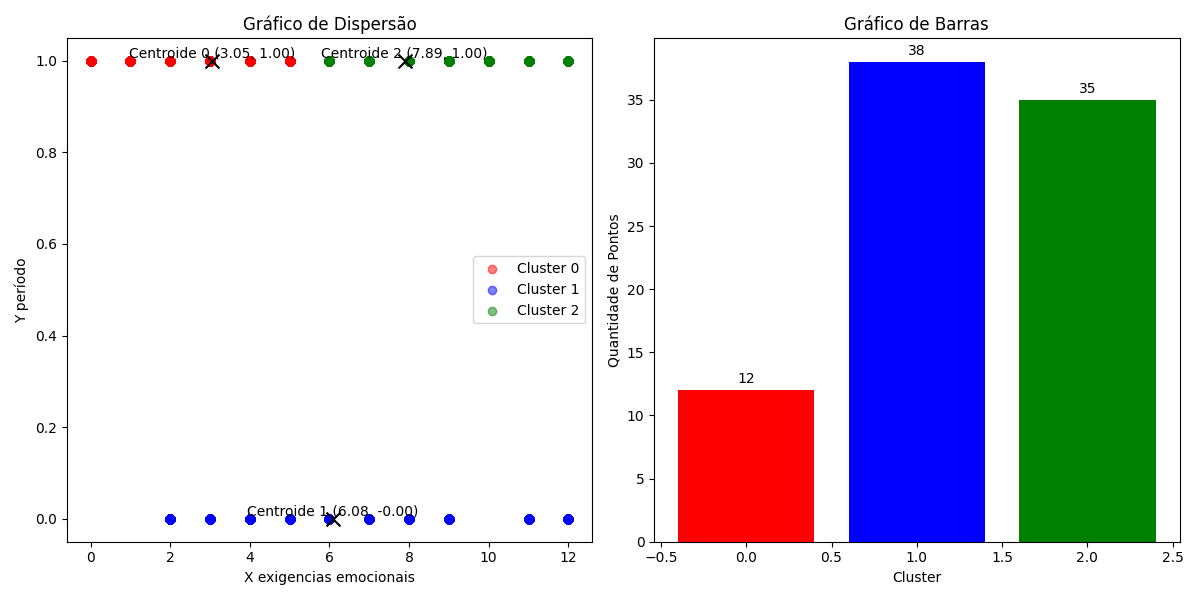 Gráfico de Dispersão
Centroide 0 (3.05, 1.00)
Centroide 2 (7.89, 1.00)
1.0
0.8
0.6
0.4
0.2
0.0
Y período
Cluster 0
Cluster 1
Cluster 2
Centroide 1 (6.08, -0.00)
0 2 4 6 8 10 12
X exigencias emocionais
Gráfico de Barras
38
35
12
35
30
25
20
15
10
5
0
Quantidade de Pontos
−0.5 0.0 0.5 1.0 1.5 2.0 2.5
Cluster